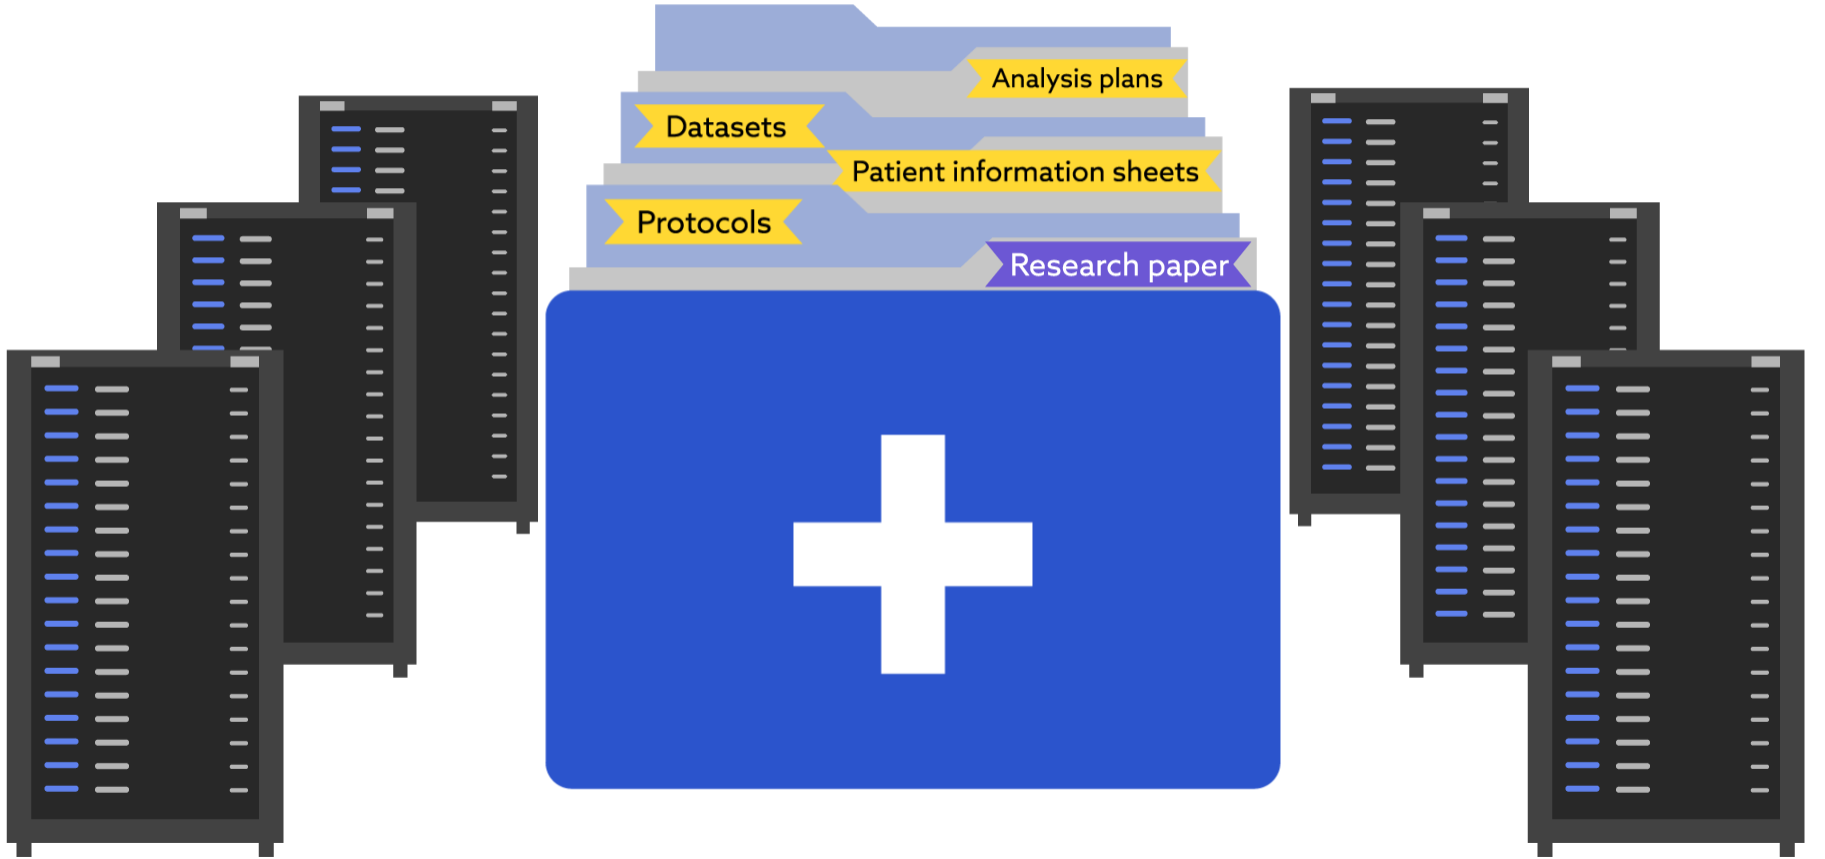 Analysis plans
Datasets
Patient information sheets
Protocols
Research paper